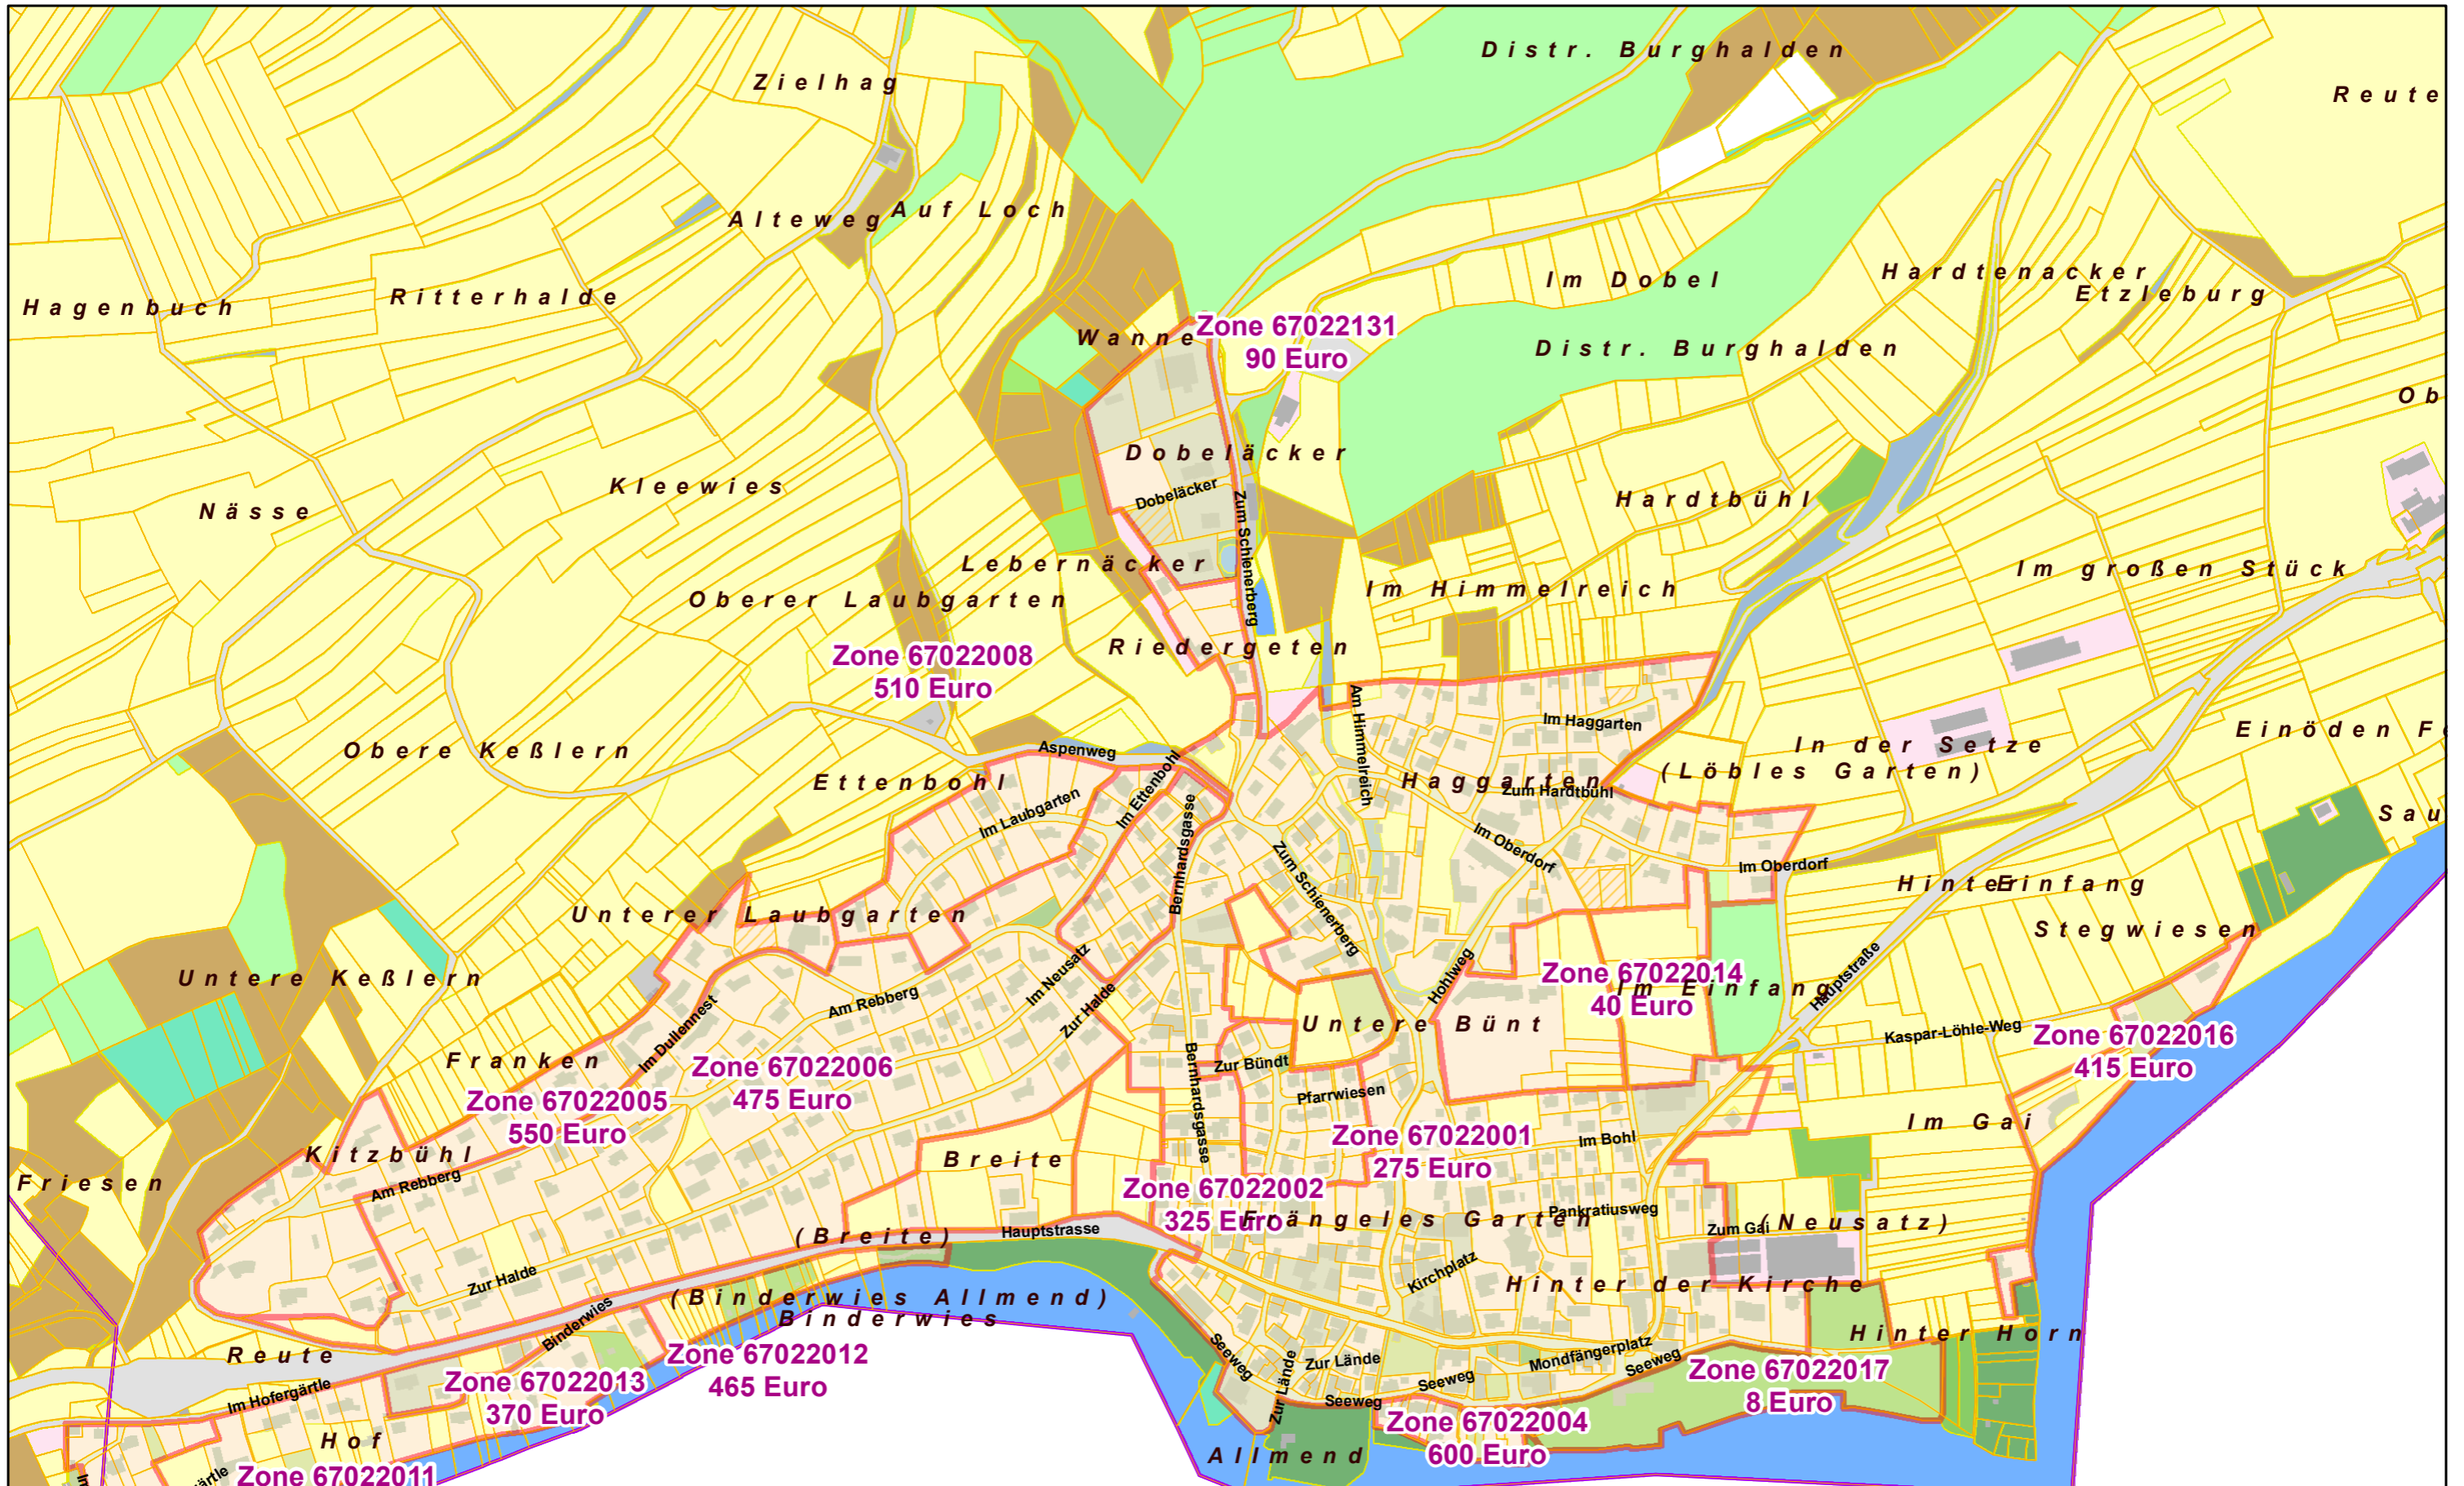 Distr. Burghalden
Zielhag
Reute
Auf Loch
Alteweg
Hardtenacker
Im Dobel
Etzleburg
Ritterhalde
Hagenbuch
Zone 67022131
90 Euro
Wanne
Distr. Burghalden
Ob
Dobeläcker
Dobeläcker
Zum Schienerberg
Kleewies
Hardtbühl
Nässe
Lebernäcker
Im großen Stück
Im Himmelreich
Oberer Laubgarten
Riedergeten
Zone 67022008
510 Euro
Am Himmelreich
Im Haggarten
Einöden Fe
Obere Keßlern
Aspenweg
In der Setze
(Löbles Garten)
Ettenbohl
Im Ettenbohl
Haggarten
Zum Hardtbühl
Im Laubgarten
Bernhardsgasse
Sau
Im Oberdorf
Im Oberdorf
Zum Schienerberg
Hinter
Einfang
Unterer Laubgarten
Stegwiesen
Untere Keßlern
Im Neusatz
Hohlweg
Zone 67022014
40 Euro
Im Einfang
Hauptstraße
Am Rebberg
Zur Halde
Im Dullennest
Untere Bünt
Kaspar-Löhle-Weg
Zone 67022016
415 Euro
Franken
Zone 67022006
475 Euro
Zur Bündt
Bernhardsgasse
Pfarrwiesen
Zone 67022005
550 Euro
Im Gai
Zone 67022001
275 Euro
Im Bohl
Kitzbühl
Breite
Friesen
Am Rebberg
Zone 67022002
325 Euro
Frängeles Garten
Pankratiusweg
Zum Gai
(Neusatz)
Hauptstrasse
(Breite)
Zur Halde
Kirchplatz
Hinter der Kirche
(Binderwies Allmend)
Binderwies
Binderwies
Hinter Horn
Reute
Zone 67022012
465 Euro
Seeweg
Zur Lände
Zur Lände
Mondfängerplatz
Seeweg
Zone 67022017
8 Euro
Im Hofergärtle
Zone 67022013
370 Euro
Seeweg
Seeweg
Zone 67022004
600 Euro
Hof
Allmend
Zone 67022011
ärtle
Im